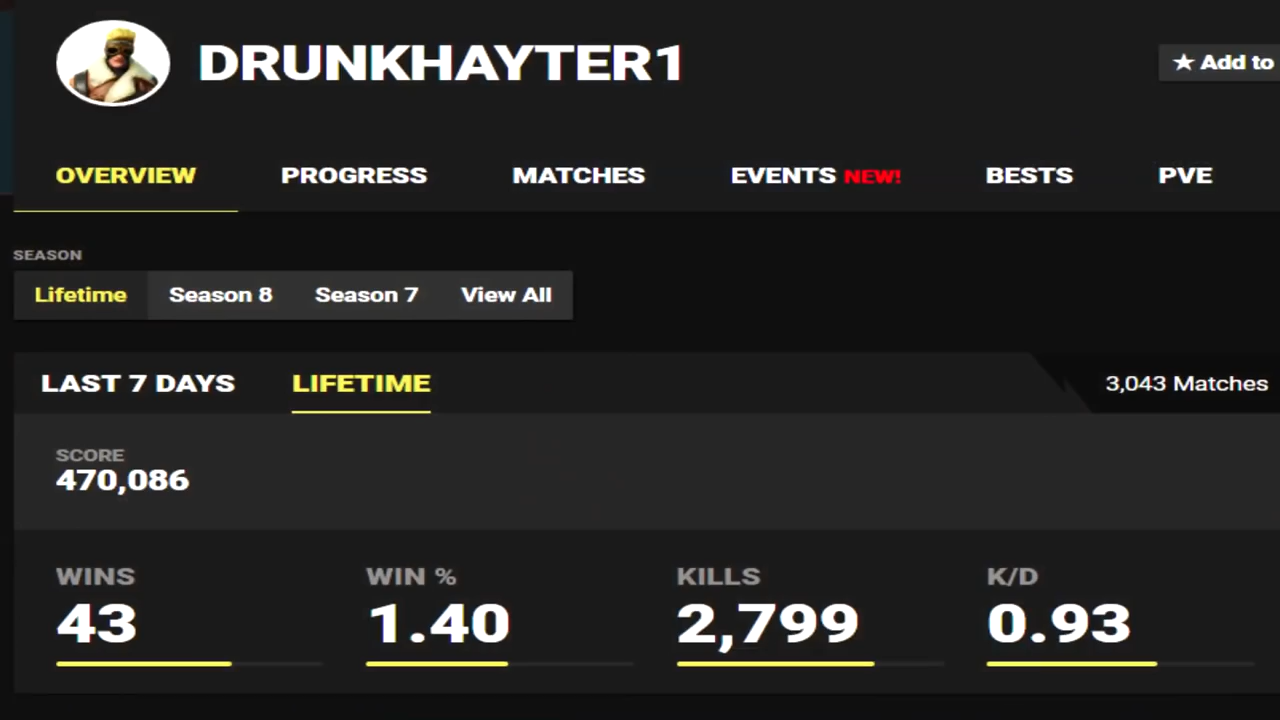 DRUNKHAYTER1
★ Add to
OVERVIEW PROGRESS MATCHES EVENTS NEW! BESTS PVE
SEASON
Lifetime Season 8 Season 7 View All
LAST 7 DAYS LIFETIME 3,043 Matches
SCORE
470,086
WINS WIN % KILLS K/D
43 1.40 2,799 0.93